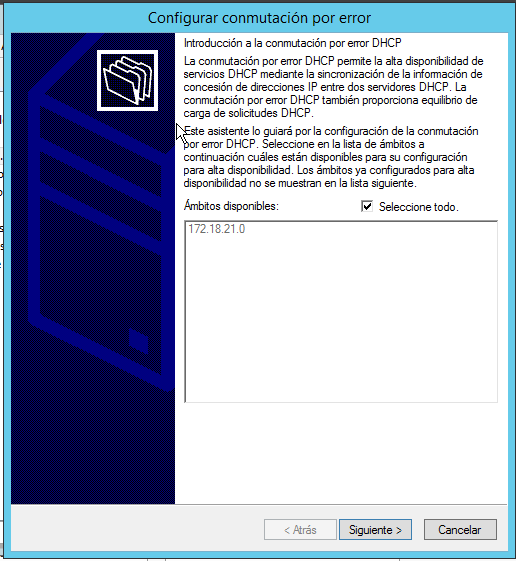 Configurar conmutación por error
Introducción a la conmutación por error DHCP
La conmutación por error DHCP permite la alta disponibilidad de
servicios DHCP mediante la sincronización de la información de
concesión de direcciones IP entre dos servidores DHCP. La
conmutación por error DHCP también proporciona equilibrio de
carga de solicitudes DHCP.
Este asistente lo guiará por la configuración de la conmutación
por error DHCP. Seleccione en la lista de ámbitos a
continuación cuáles están disponibles para su configuración
para alta disponibilidad. Los ámbitos ya configurados para alta
disponibilidad no se muestran en la lista siguiente.
Ámbitos disponibles:
Seleccione todo.
172.18.21.0
< Atrás
Siguiente >
Cancelar